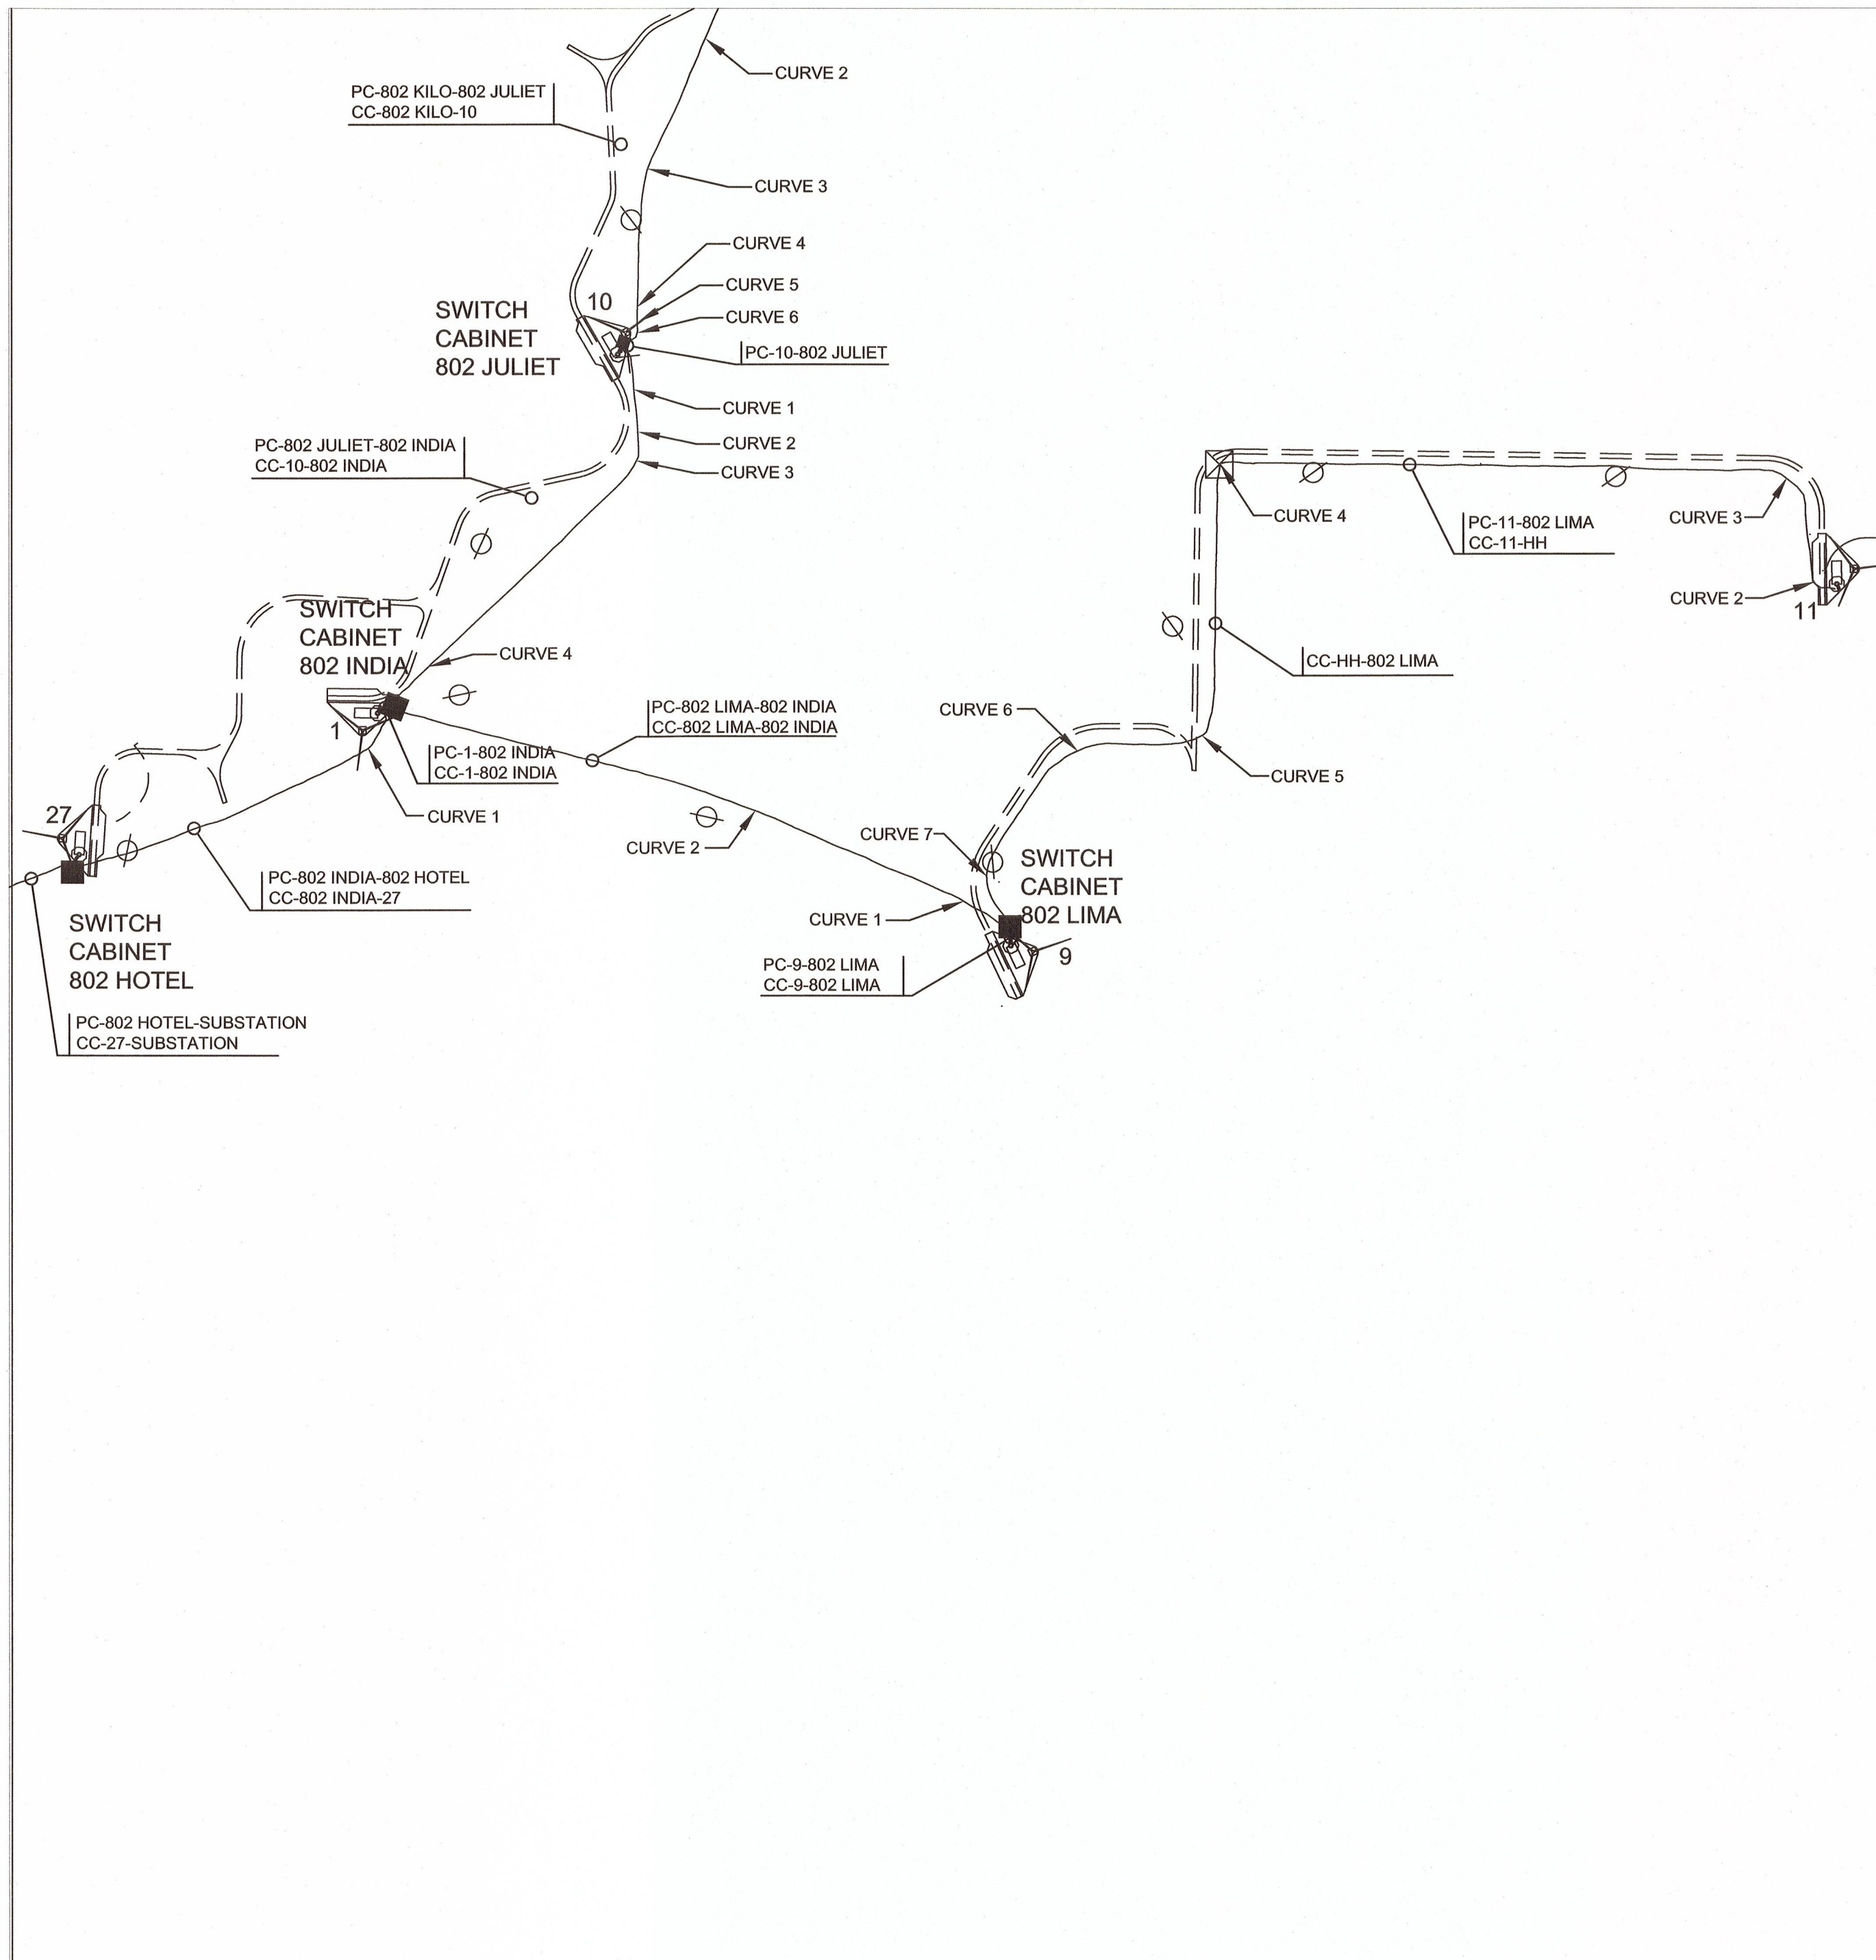 CURVE 2
PC-802 KILO-802 JULIET
CC-802 KILO-10
CURVE 3
CURVE 4
CURVE 5
10
SWITCH
CABINET
802 JULIET
CURVE 6
PC-10-802 JULIET
CURVE 1
CURVE 2
CURVE 3
PC-802 JULIET-802 INDIA
CC-10-802 INDIA
CURVE 4
PC-11-802 LIMA
CC-11-HH
CURVE 3
CURVE 2
11
SWITCH
CABINET
802 INDIA
CURVE 4
CC-HH-802 LIMA
PC-802 LIMA-802 INDIA
CC-802 LIMA-802 INDIA
CURVE 6
1
PC-1-802 INDIA
CC-1-802 INDIA
CURVE 5
CURVE 1
27
CURVE 2
CURVE 7
SWITCH
CABINET
802 LIMA
PC-802 INDIA-802 HOTEL
CC-802 INDIA-27
CURVE 1
SWITCH
CABINET
802 HOTEL
9
PC-9-802 LIMA
CC-9-802 LIMA
PC-802 HOTEL-SUBSTATION
CC-27-SUBSTATION